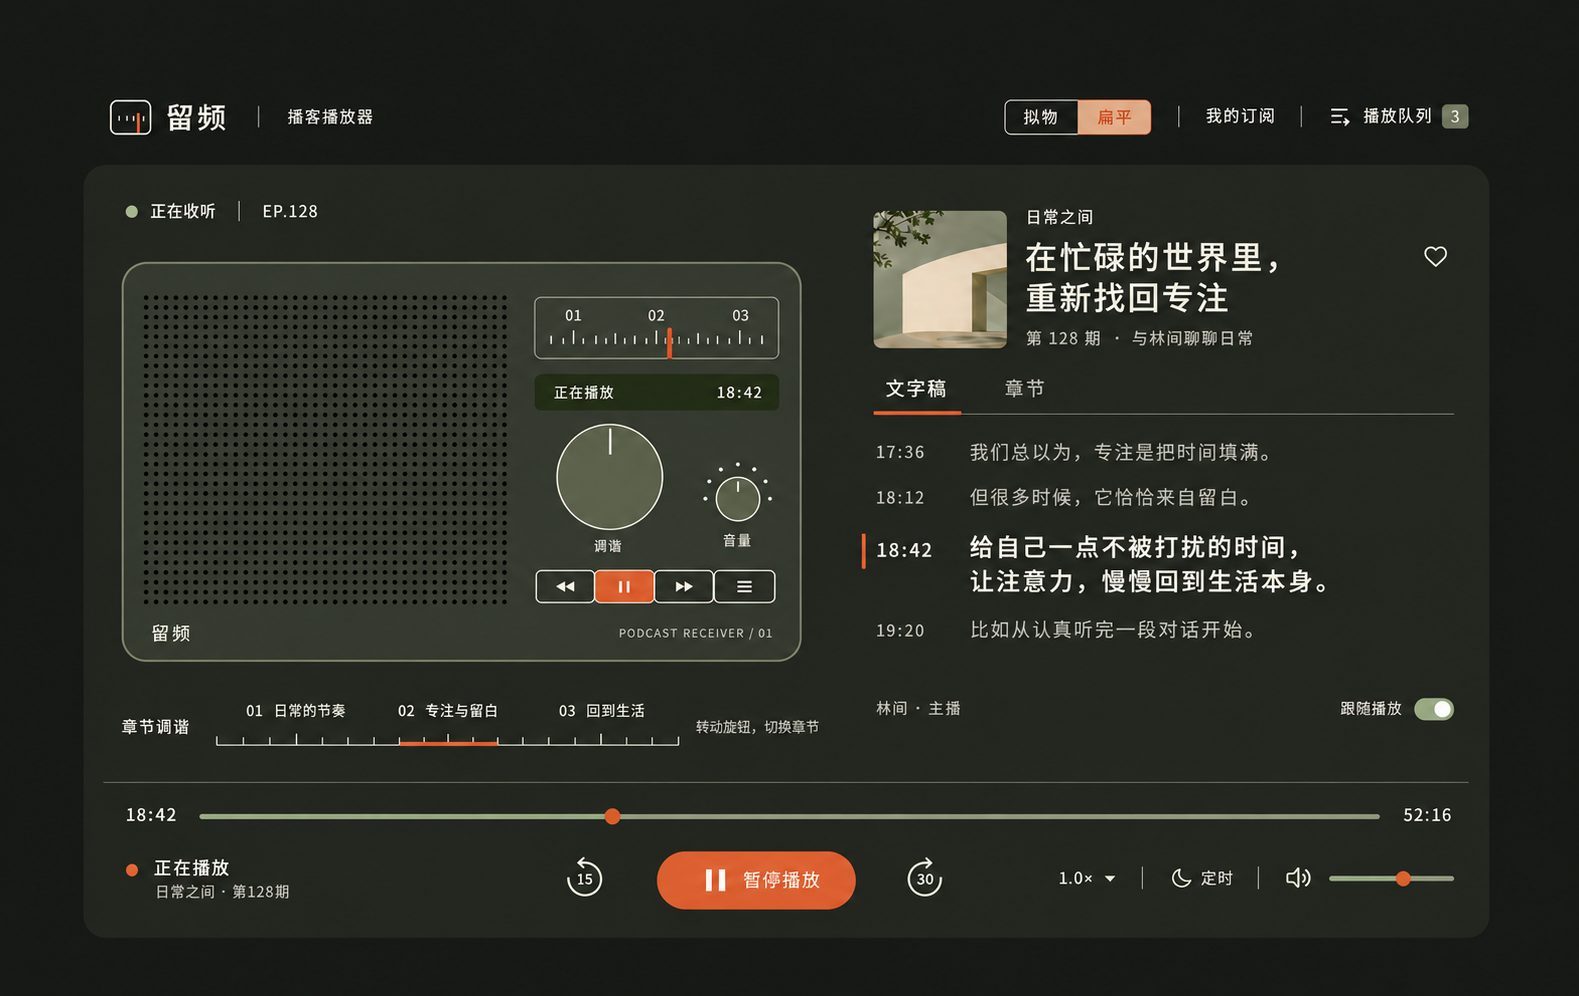 留频
播客播放器
拟物 扁平
我的订阅
播放队列 3
正在收听
EP.128
01 02 03
正在播放 18:42
调谐
音量
留频
PODCAST RECEIVER / 01
章节调谐
01 日常的节奏
02 专注与留白
03 回到生活
转动旋钮，切换章节
日常之间
在忙碌的世界里，
重新找回专注
第 128 期 · 与林间聊聊日常
文字稿 章节
17:36 我们总以为，专注是把时间填满。
18:12 但很多时候，它恰恰来自留白。
18:42 给自己一点不被打扰的时间，
让注意力，慢慢回到生活本身。
19:20 比如从认真听完一段对话开始。
林间 · 主播
跟随播放
18:42 52:16
正在播放
日常之间 · 第128期
15
暂停播放
30
1.0×
定时